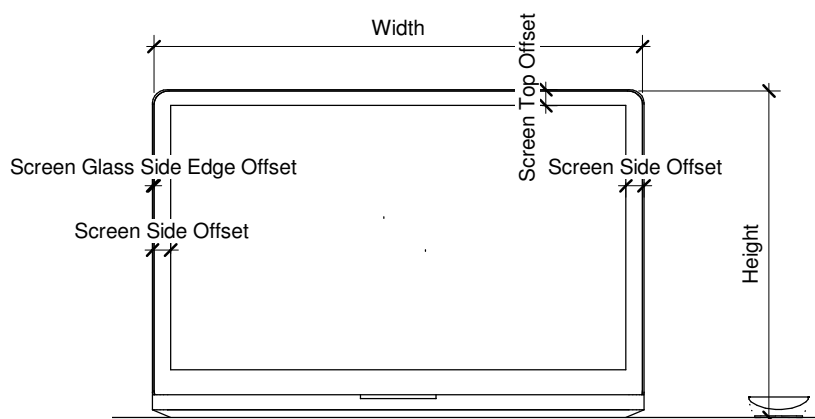 Width
Screen Top Offset
Screen Glass Side Edge Offset
Screen Side Offset
Screen Side Offset
Height